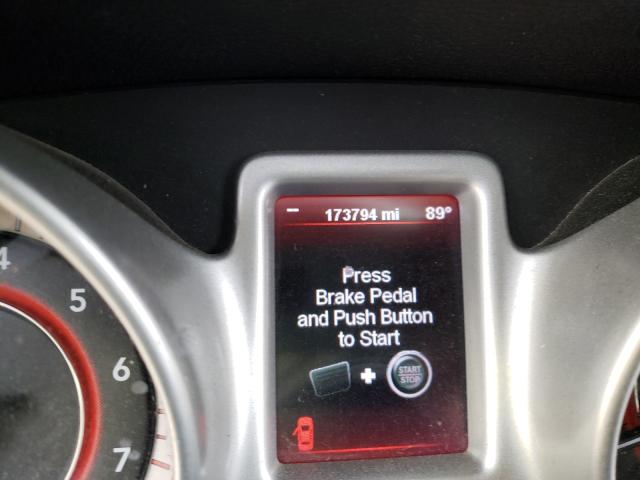 – 173794 mi 89°
Press
Brake Pedal
and Push Button
to Start
START
STOP
4
5
6
7